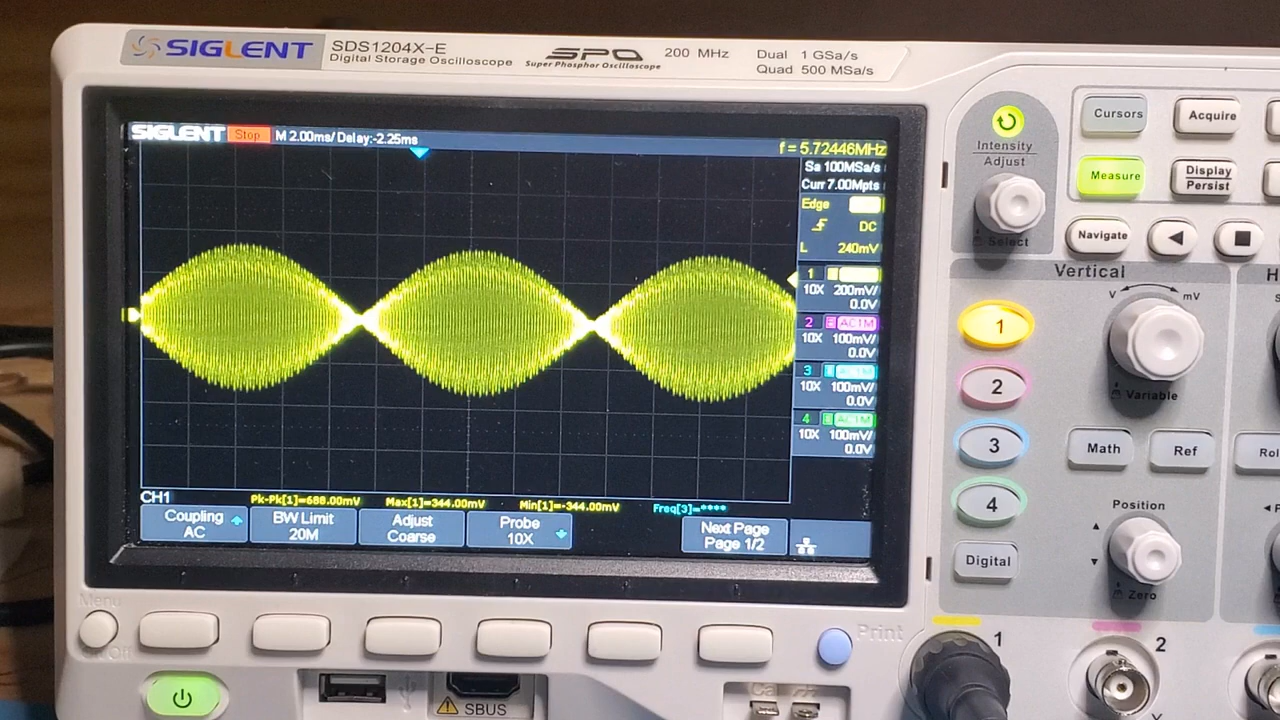 SIGLENT
SDS1204X-E
Digital Storage Oscilloscope
SPO
Super Phosphor Oscilloscope
200 MHz
Dual 1 GSa/s
Quad 500 MSa/s
SIGLENT Stop M 2.00ms/ Delay:-2.25ms
f = 5.72446MHz
Sa 100MSa/s
Curr 7.00Mpts
Edge
DC
L 240mV
1
10X 200mV/
0.0V
2
10X 100mV/
0.0V
3
10X 100mV/
0.0V
4
10X 100mV/
0.0V
CH1
Pk-Pk[1]=688.00mV Max[1]=344.00mV Min[1]=-344.00mV Freq[3]=****
Coupling
AC
BW Limit
20M
Adjust
Coarse
Probe
10X
Next Page
Page 1/2
Menu
On/Off
Print
SBUS
Cal
Intensity
Adjust
Select
Cursors
Acquire
Measure
Display
Persist
Navigate
Vertical
V mV
Variable
1
2
3
4
Math
Ref
Rol
Position
Zero
Digital
1
2
X